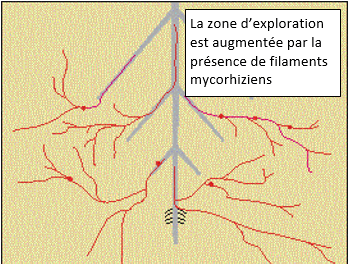 La zone d'exploration
est augmentée par la
présence de filaments
mycorhiziens